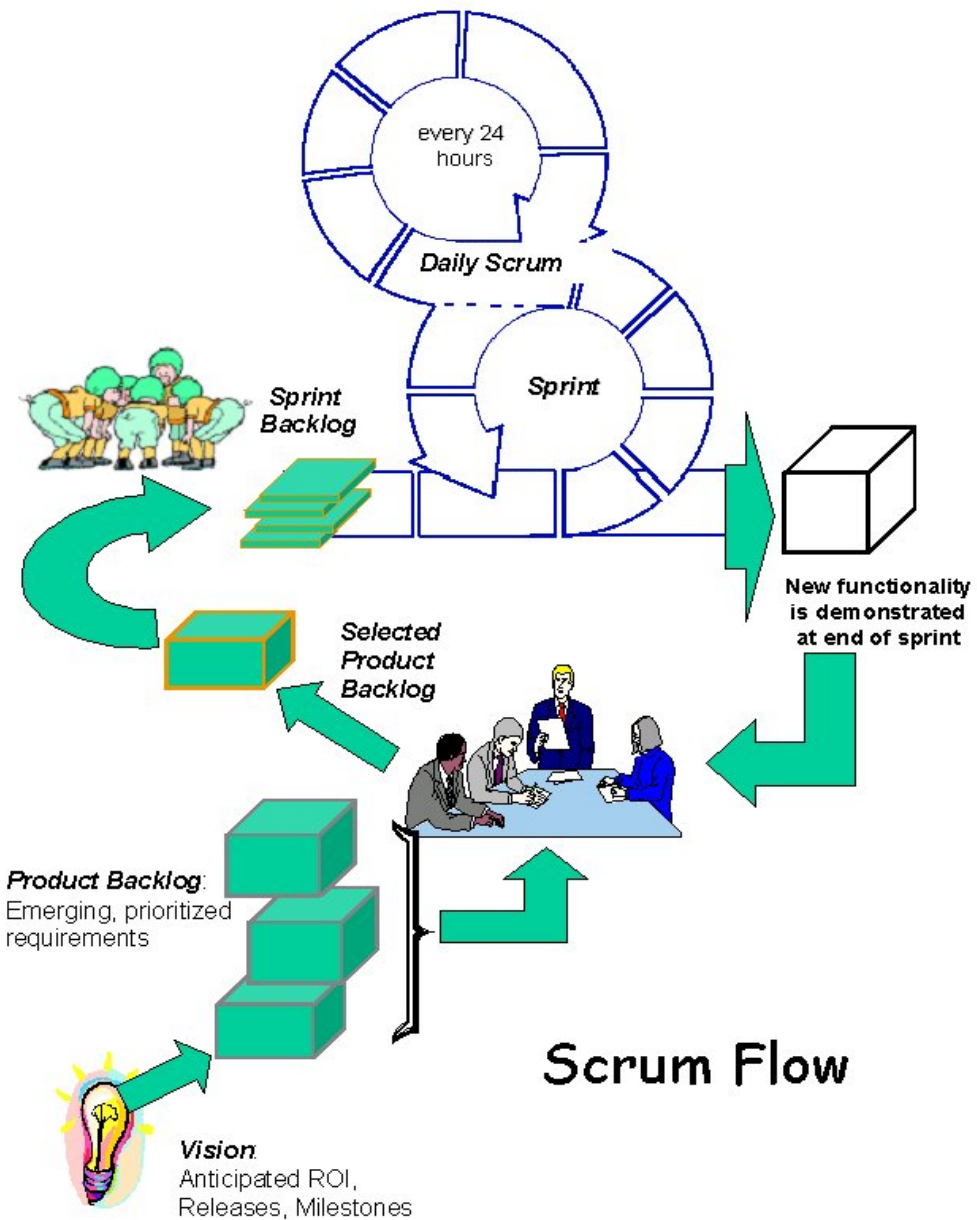 every 24
hours
Daily Scrum
Sprint
Sprint
Backlog
New functionality
is demonstrated
at end of sprint
Selected
Product
Backlog
Product Backlog:
Emerging, prioritized
requirements
Scrum Flow
Vision:
Anticipated ROI,
Releases, Milestones